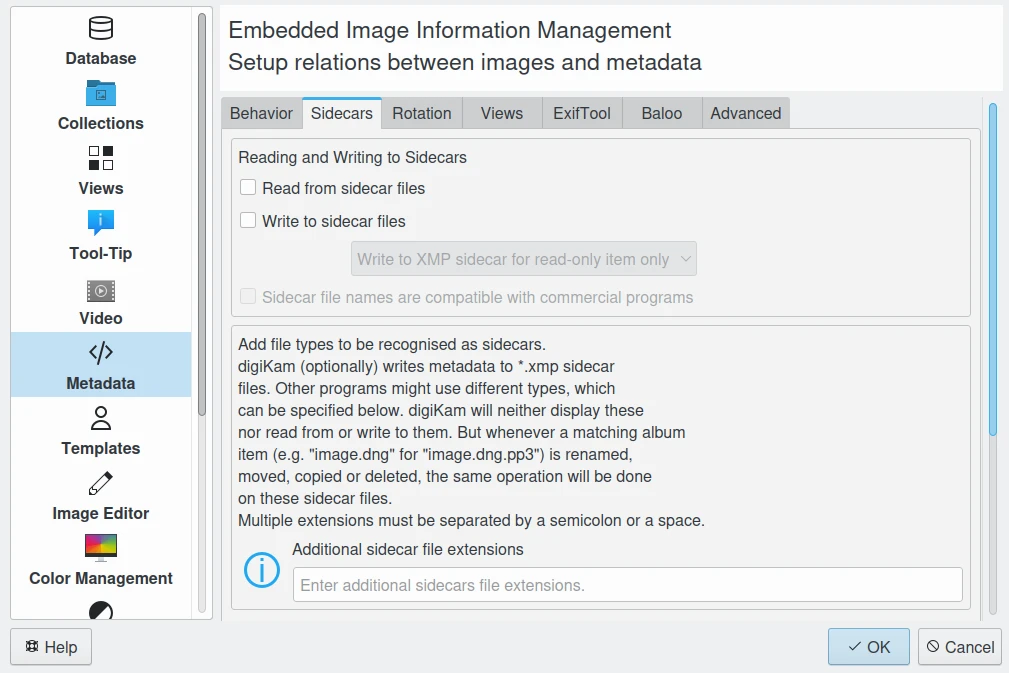 Database
Collections
Views
Tool-Tip
Video
Metadata
Templates
Image Editor
Color Management
Embedded Image Information Management
Setup relations between images and metadata
Behavior Sidecars Rotation Views ExifTool Baloo Advanced
Reading and Writing to Sidecars
Read from sidecar files
Write to sidecar files
Write to XMP sidecar for read-only item only
Sidecar file names are compatible with commercial programs
Add file types to be recognised as sidecars.
digiKam (optionally) writes metadata to *.xmp sidecar
files. Other programs might use different types, which
can be specified below. digiKam will neither display these
nor read from or write to them. But whenever a matching album
item (e.g. "image.dng" for "image.dng.pp3") is renamed,
moved, copied or deleted, the same operation will be done
on these sidecar files.
Multiple extensions must be separated by a semicolon or a space.
Additional sidecar file extensions
Enter additional sidecars file extensions.
Help OK Cancel